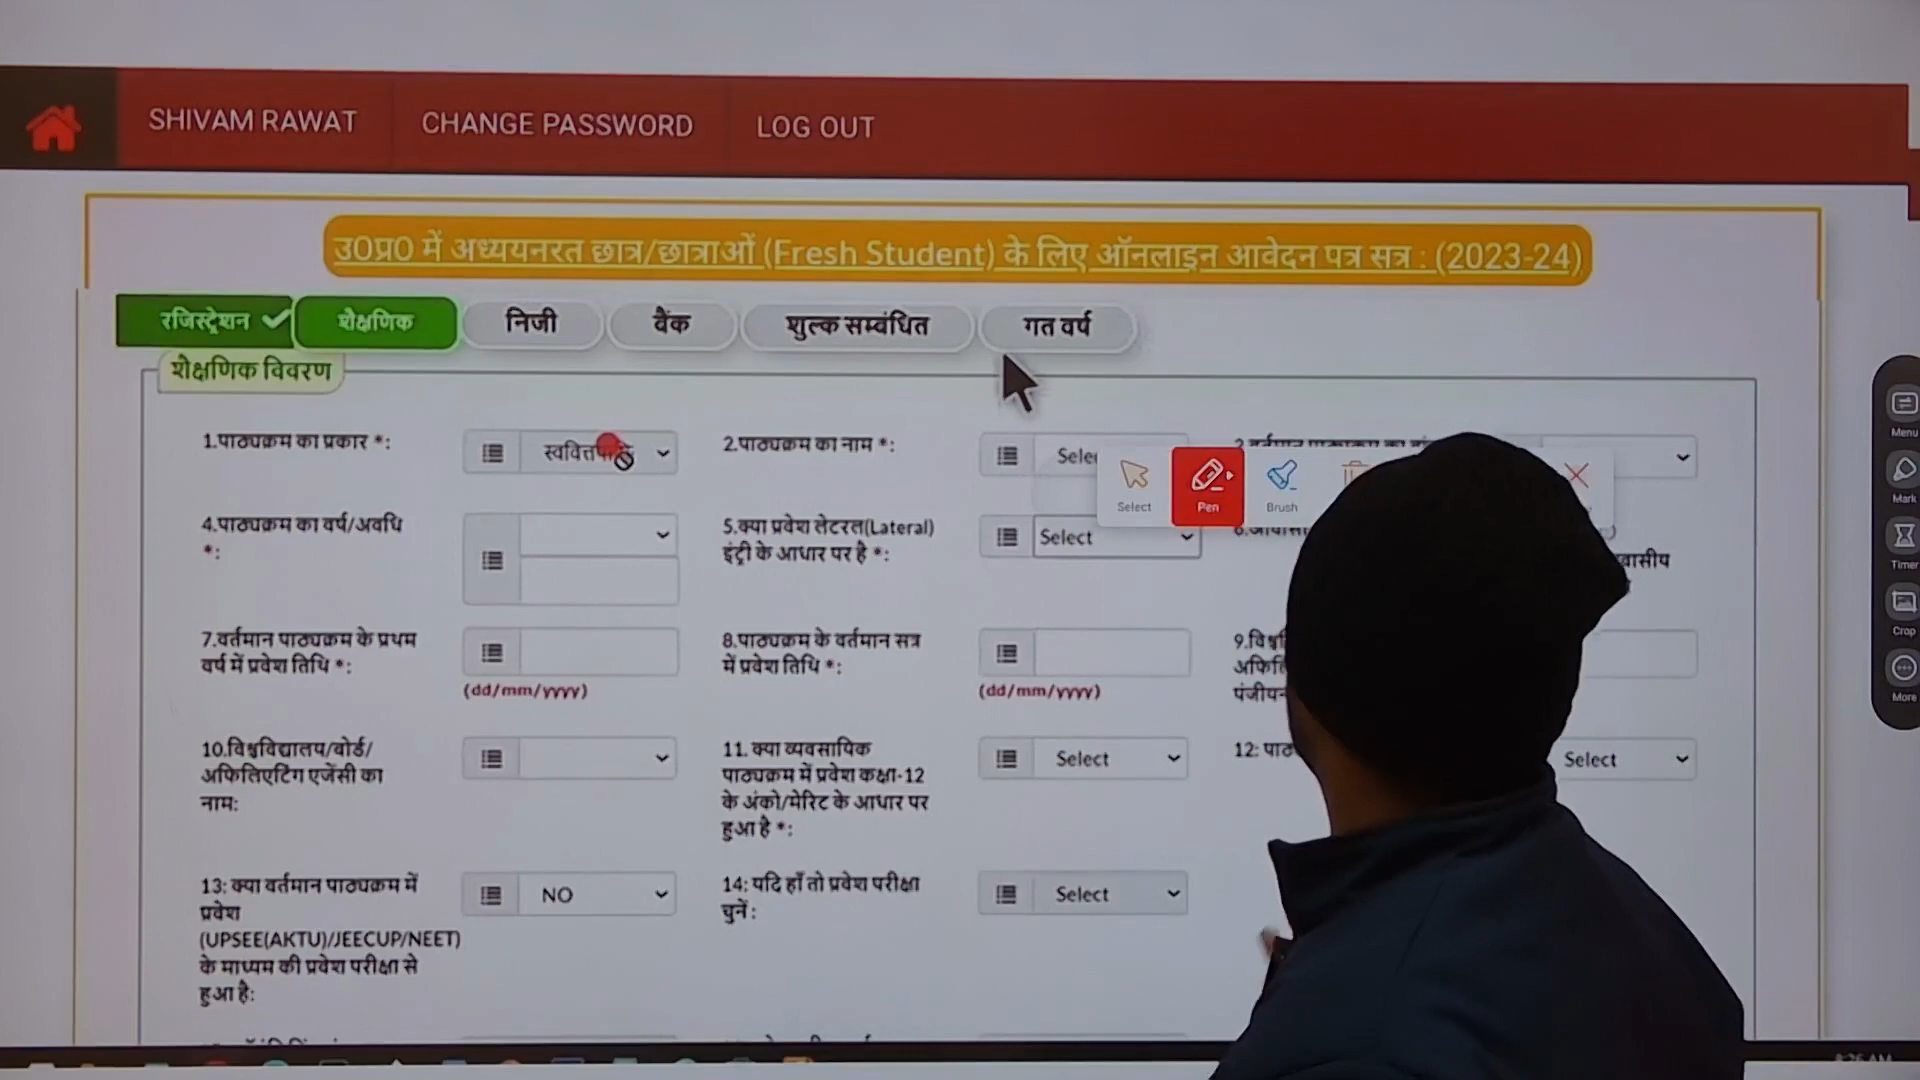 SHIVAM RAWAT
CHANGE PASSWORD
LOG OUT
उ0प्र0 में अध्ययनरत छात्र/छात्राओं (Fresh Student) के लिए ऑनलाइन आवेदन पत्र सत्र : (2023-24)
रजिस्ट्रेशन
शैक्षणिक
निजी
बैंक
शुल्क सम्बंधित
गत वर्ष
शैक्षणिक विवरण
1.पाठ्यक्रम का प्रकार *:
2.पाठ्यक्रम का नाम *:
Select
Pen
Brush
4.पाठ्यक्रम का वर्ष/अवधि
*:
5.क्या प्रवेश लेटरल(Lateral)
इंट्री के आधार पर है *:
Select
7.वर्तमान पाठ्यक्रम के प्रथम
वर्ष में प्रवेश तिथि *:
(dd/mm/yyyy)
8.पाठ्यक्रम के वर्तमान सत्र
में प्रवेश तिथि *:
(dd/mm/yyyy)
10.विश्वविद्यालय/बोर्ड/
अफिलिएटिंग एजेंसी का
नाम:
11. क्या व्यवसायिक
पाठ्यक्रम में प्रवेश कक्षा-12
के अंको/मेरिट के आधार पर
हुआ है *:
Select
12:
Select
13: क्या वर्तमान पाठ्यक्रम में
प्रवेश
(UPSEE(AKTU)/JEECUP/NEET)
के माध्यम की प्रवेश परीक्षा से
हुआ है:
NO
14: यदि हाँ तो प्रवेश परीक्षा
चुनें :
Select
Menu
Mark
Timer
Crop
More